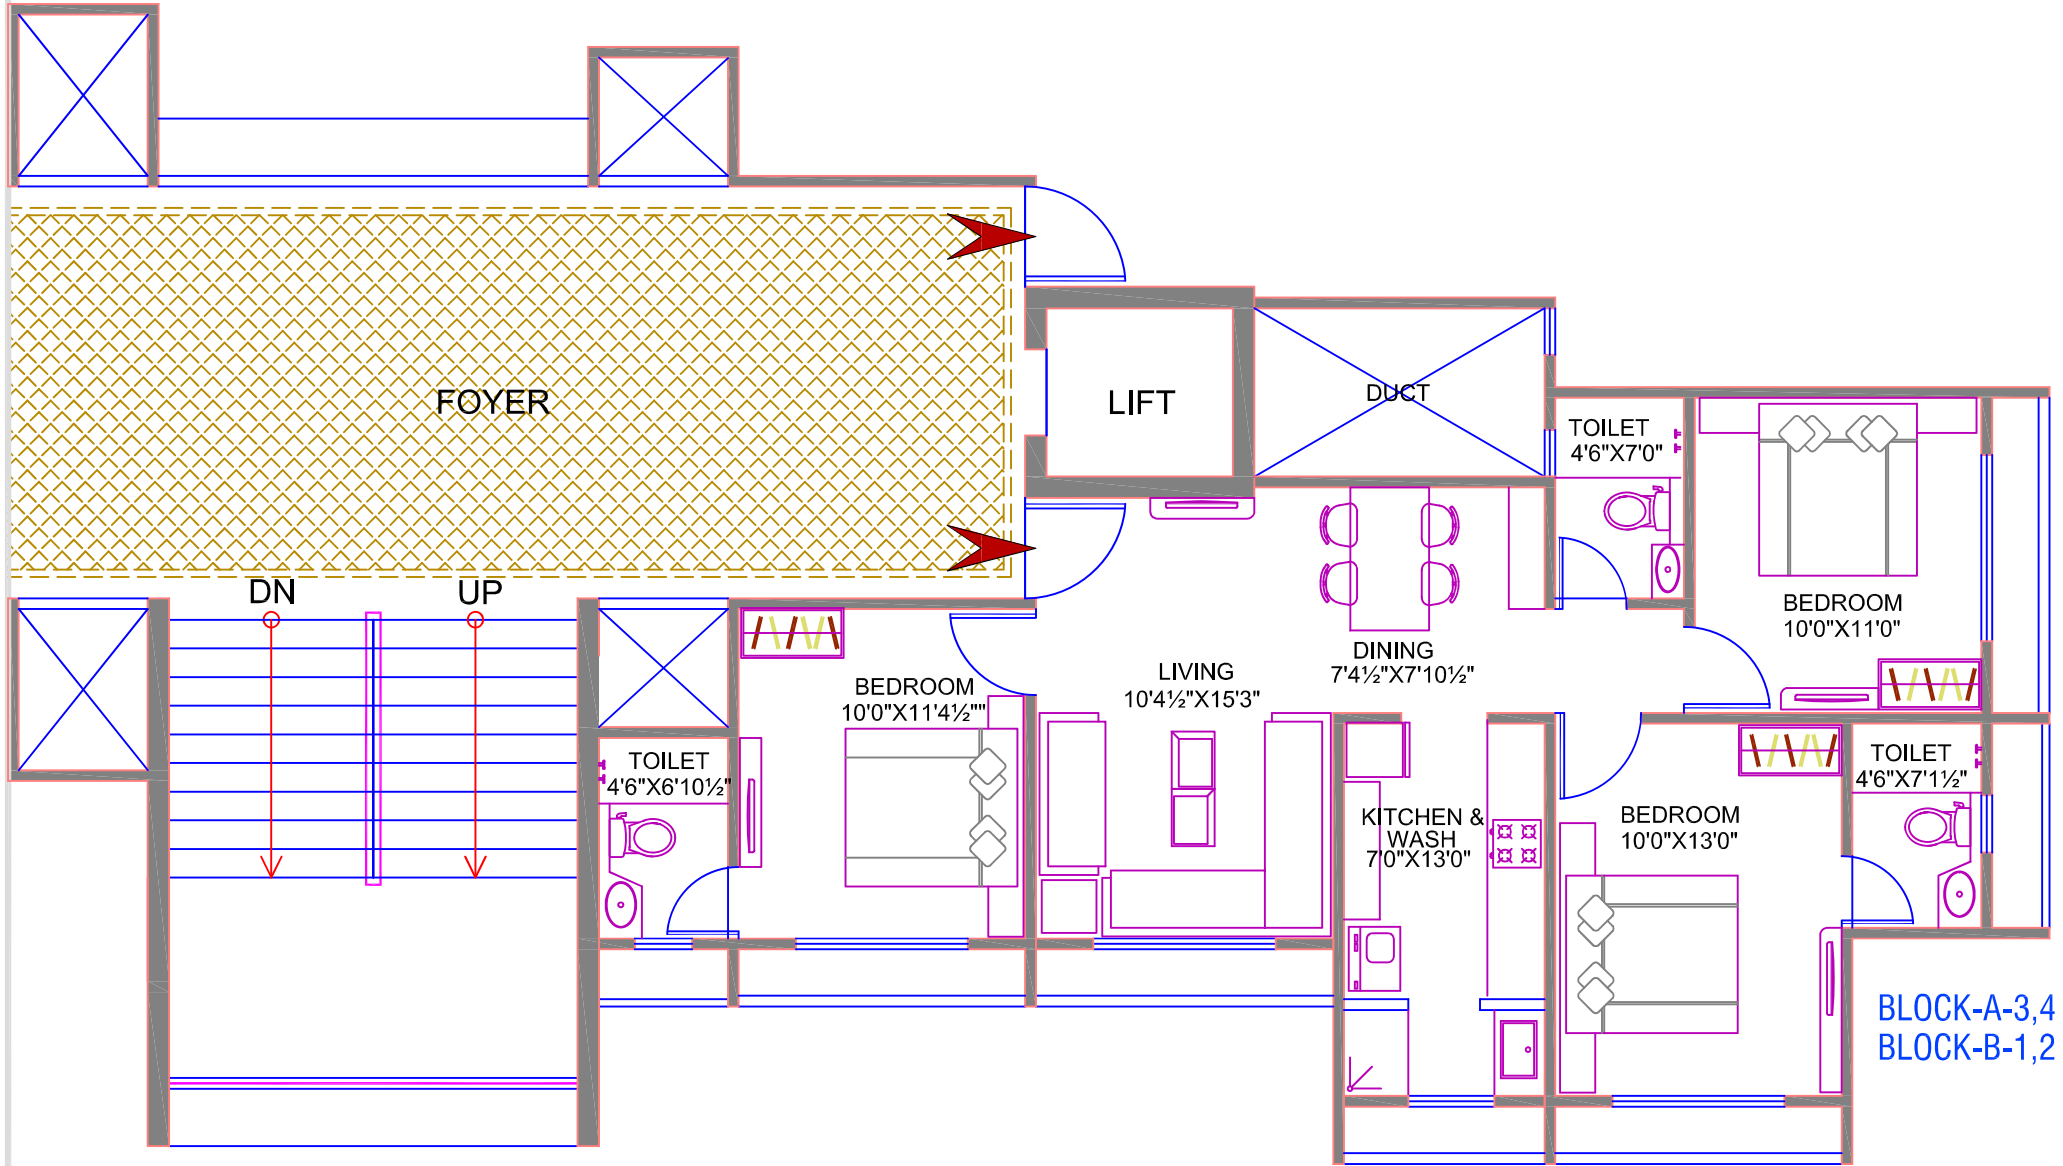 FOYER
LIFT
DUCT
TOILET
4'6"X7'0"
BEDROOM
10'0"X11'0"
DN
UP
DINING
7'4½"X7'10½"
LIVING
10'4½"X15'3"
BEDROOM
10'0"X11'4½""
TOILET
4'6"X6'10½"
KITCHEN &
WASH
7'0"X13'0"
BEDROOM
10'0"X13'0"
TOILET
4'6"X7'1½"
BLOCK-A-3,4
BLOCK-B-1,2